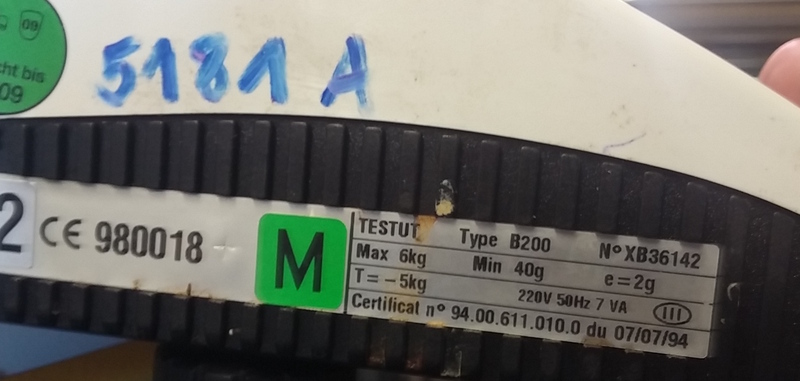 09
cht bis
09
5181 A
2 CE 980018 M
TESTUT Type B200 N° XB36142
Max 6kg Min 40g e=2g
T= -5kg 220V 50Hz 7 VA III
Certificat n° 94.00.611.010.0 du 07/07/94